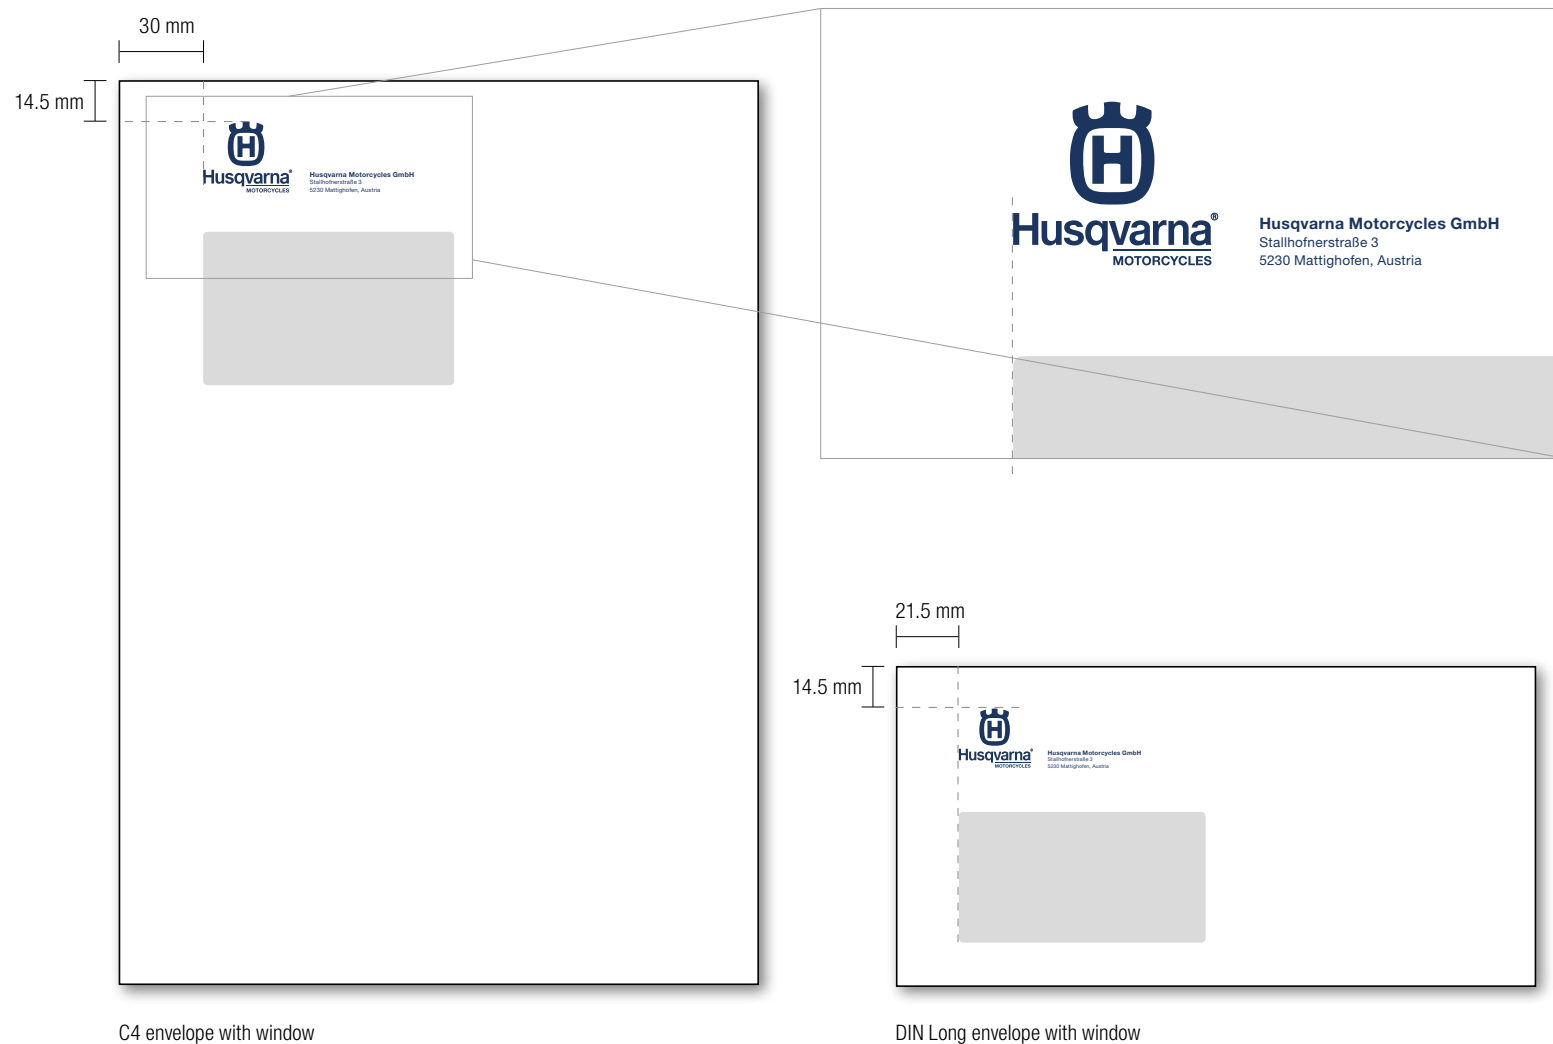 30 mm
14.5 mm
H
Husqvarna®
MOTORCYCLES
Husqvarna Motorcycles GmbH
Stallhofnerstraße 3
5230 Mattighofen, Austria
H
Husqvarna®
MOTORCYCLES
Husqvarna Motorcycles GmbH
Stallhofnerstraße 3
5230 Mattighofen, Austria
21.5 mm
14.5 mm
H
Husqvarna®
MOTORCYCLES
Husqvarna Motorcycles GmbH
Stallhofnerstraße 3
5230 Mattighofen, Austria
C4 envelope with window
DIN Long envelope with window